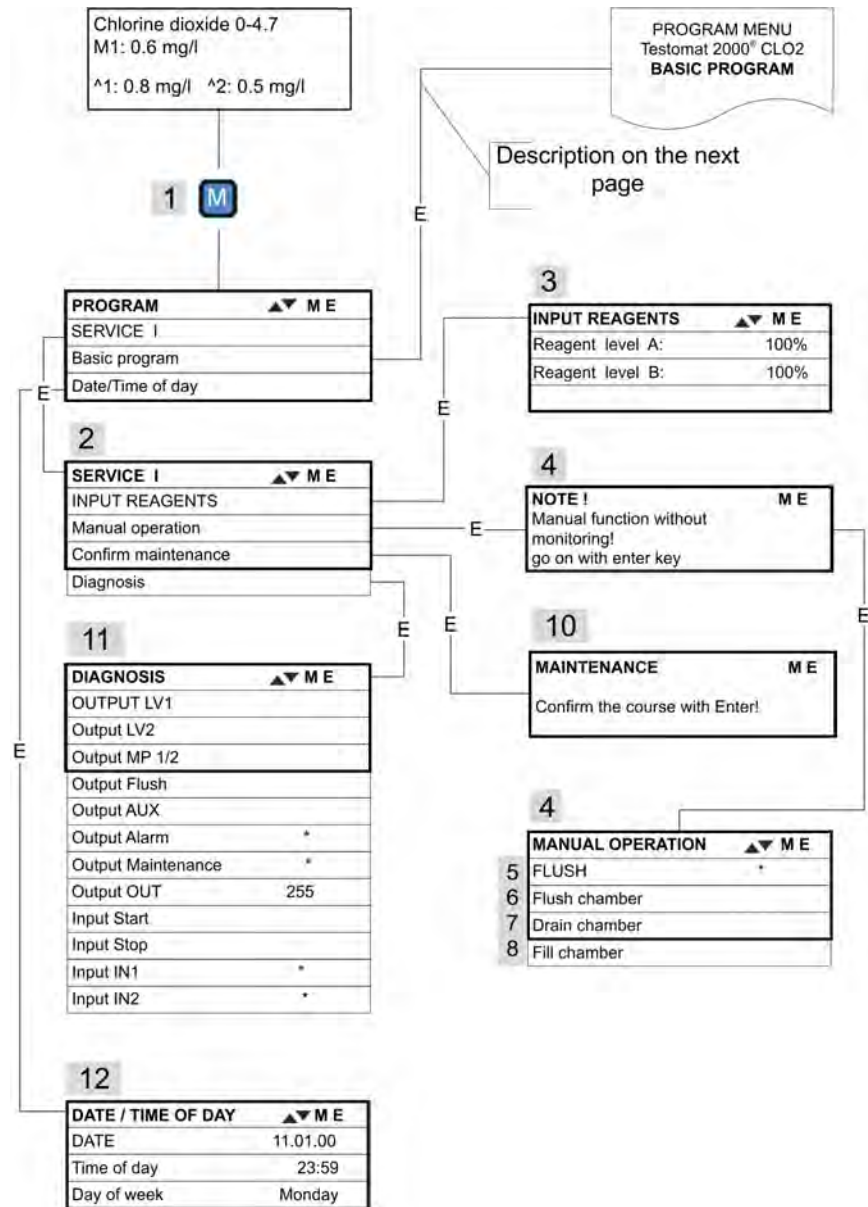 Chlorine dioxide 0-4.7
M1: 0.6 mg/l
^1: 0.8 mg/l ^2: 0.5 mg/l
PROGRAM MENU
Testomat 2000® CLO2
BASIC PROGRAM
Description on the next
page
1 M
E
PROGRAM ▲▼ M E
SERVICE I
Basic program
Date/Time of day
E
3
INPUT REAGENTS ▲▼ M E
Reagent level A: 100%
Reagent level B: 100%
E
2
SERVICE I ▲▼ M E
INPUT REAGENTS
Manual operation
Confirm maintenance
Diagnosis
E
4
NOTE ! M E
Manual function without
monitoring!
go on with enter key
E
E
E
10
MAINTENANCE M E
Confirm the course with Enter!
11
DIAGNOSIS ▲▼ M E
OUTPUT LV1
Output LV2
Output MP 1/2
Output Flush
Output AUX
Output Alarm *
Output Maintenance *
Output OUT 255
Input Start
Input Stop
Input IN1 *
Input IN2 *
E
4
MANUAL OPERATION ▲▼ M E
5 FLUSH *
6 Flush chamber
7 Drain chamber
8 Fill chamber
12
DATE / TIME OF DAY ▲▼ M E
DATE 11.01.00
Time of day 23:59
Day of week Monday